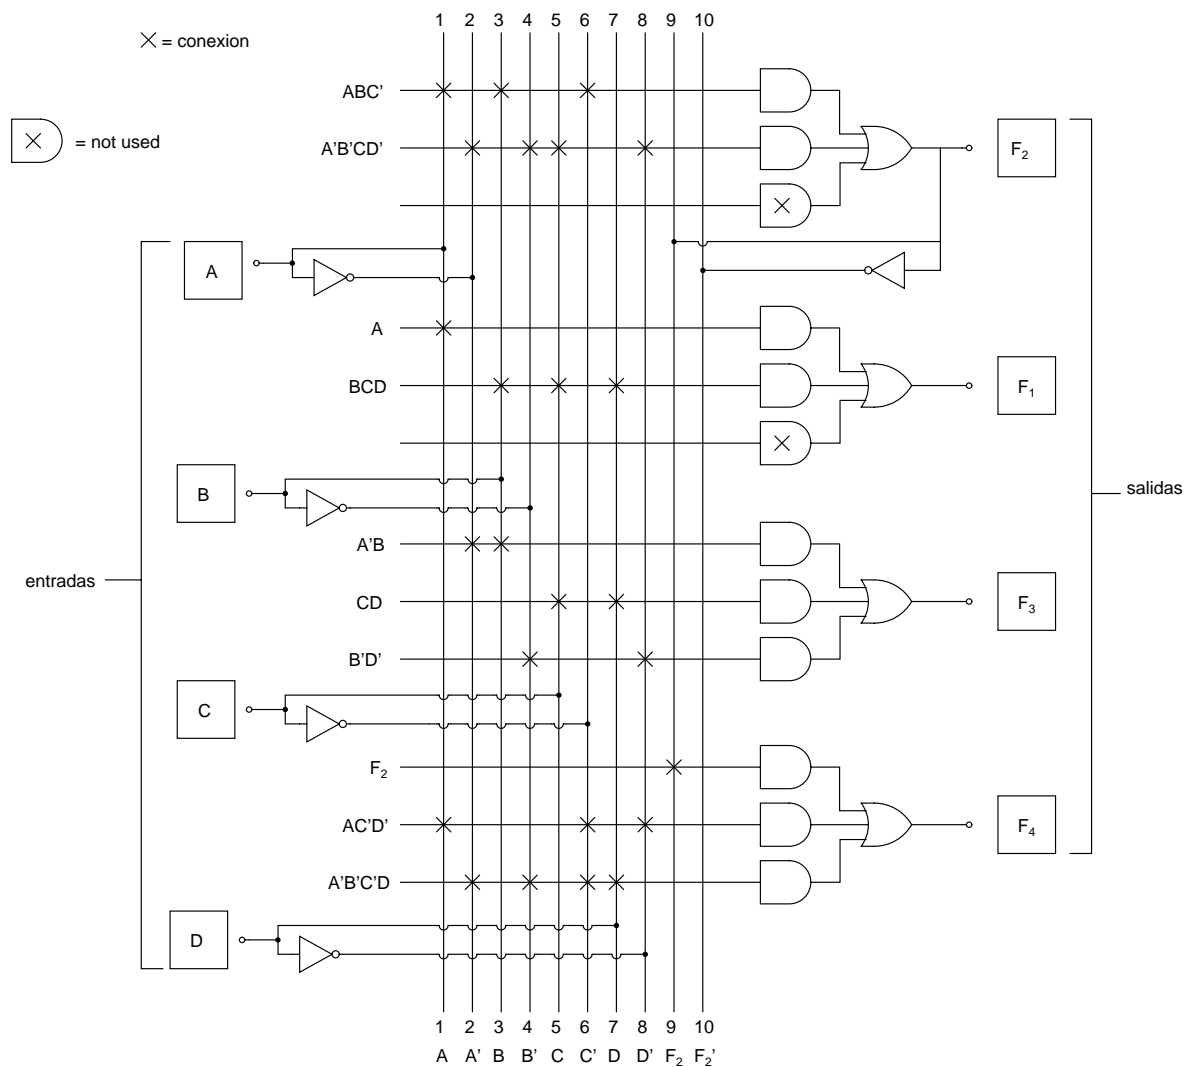 1 2 3 4 5 6 7 8 9 10
= conexion
ABC’
= not used
A’B’CD’
F2
A
A
BCD
F1
B
salidas
A’B
entradas
CD
F3
B’D’
C
F2
AC’D’
F4
A’B’C’D
D
1 2 3 4 5 6 7 8 9 10
A A’ B B’ C C’ D D’ F2 F2’